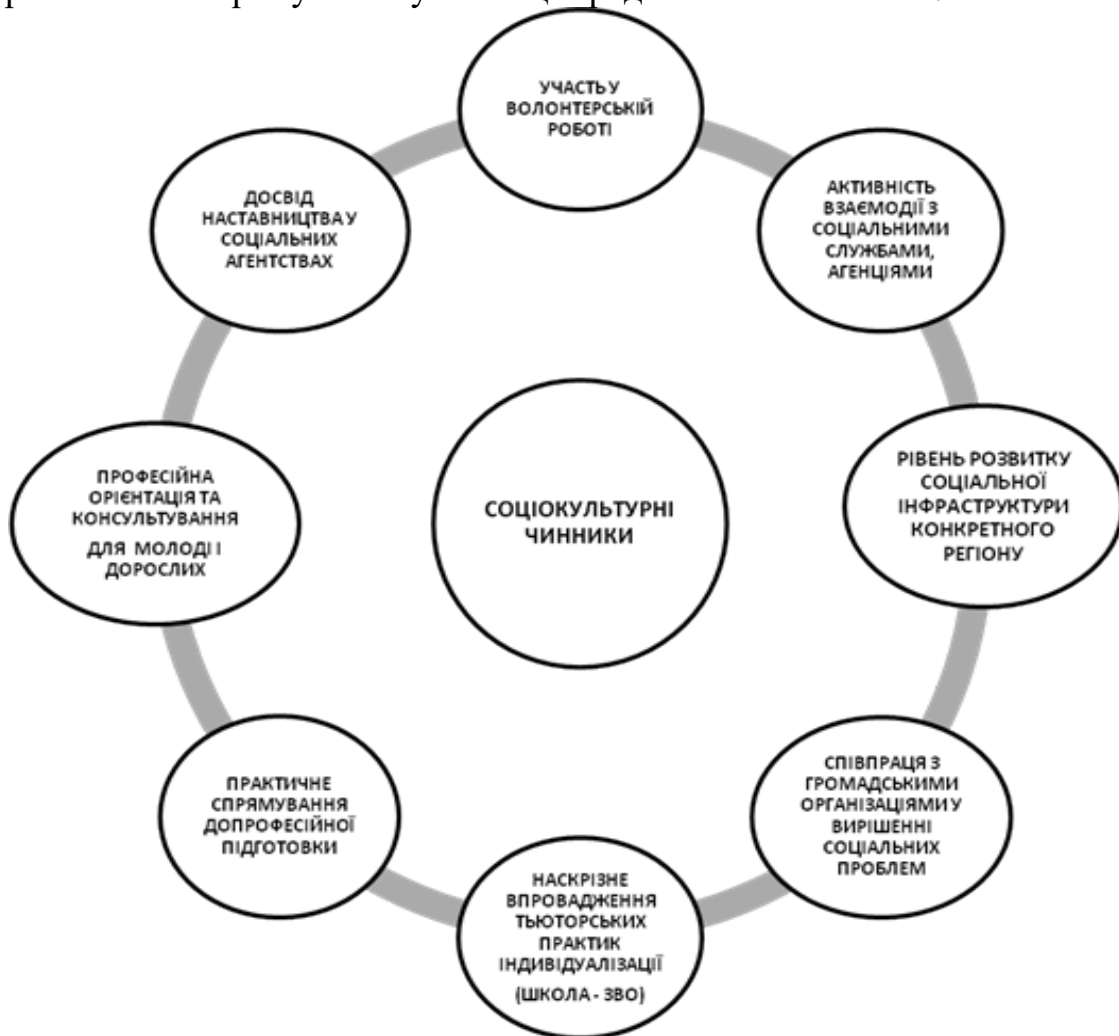 УЧАСТЬ У
ВОЛОНТЕРСЬКІЙ
РОБОТІ
АКТИВНІСТЬ
ВЗАЄМОДІЇ З
СОЦІАЛЬНИМИ
СЛУЖБАМИ,
АГЕНЦІЯМИ
РІВЕНЬ РОЗВИТКУ
СОЦІАЛЬНОЇ
ІНФРАСТРУКТУРИ
КОНКРЕТНОГО
РЕГІОНУ
СПІВПРАЦЯ З
ГРОМАДСЬКИМИ
ОРГАНІЗАЦІЯМИ У
ВИРІШЕННІ
СОЦІАЛЬНИХ
ПРОБЛЕМ
НАСКРІЗНЕ
ВПРОВАДЖЕННЯ
ТЬЮТОРСЬКИХ
ПРАКТИК
ІНДИВІДУАЛІЗАЦІЇ
(ШКОЛА - ЗВО)
ПРАКТИЧНЕ
СПРЯМУВАННЯ
ДОПРОФЕСІЙНОЇ
ПІДГОТОВКИ
ПРОФЕСІЙНА
ОРІЄНТАЦІЯ ТА
КОНСУЛЬТУВАННЯ
ДЛЯ МОЛОДІ І
ДОРОСЛИХ
ДОСВІД
НАСТАВНИЦТВА У
СОЦІАЛЬНИХ
АГЕНТСТВАХ
СОЦІОКУЛЬТУРНІ
ЧИННИКИ